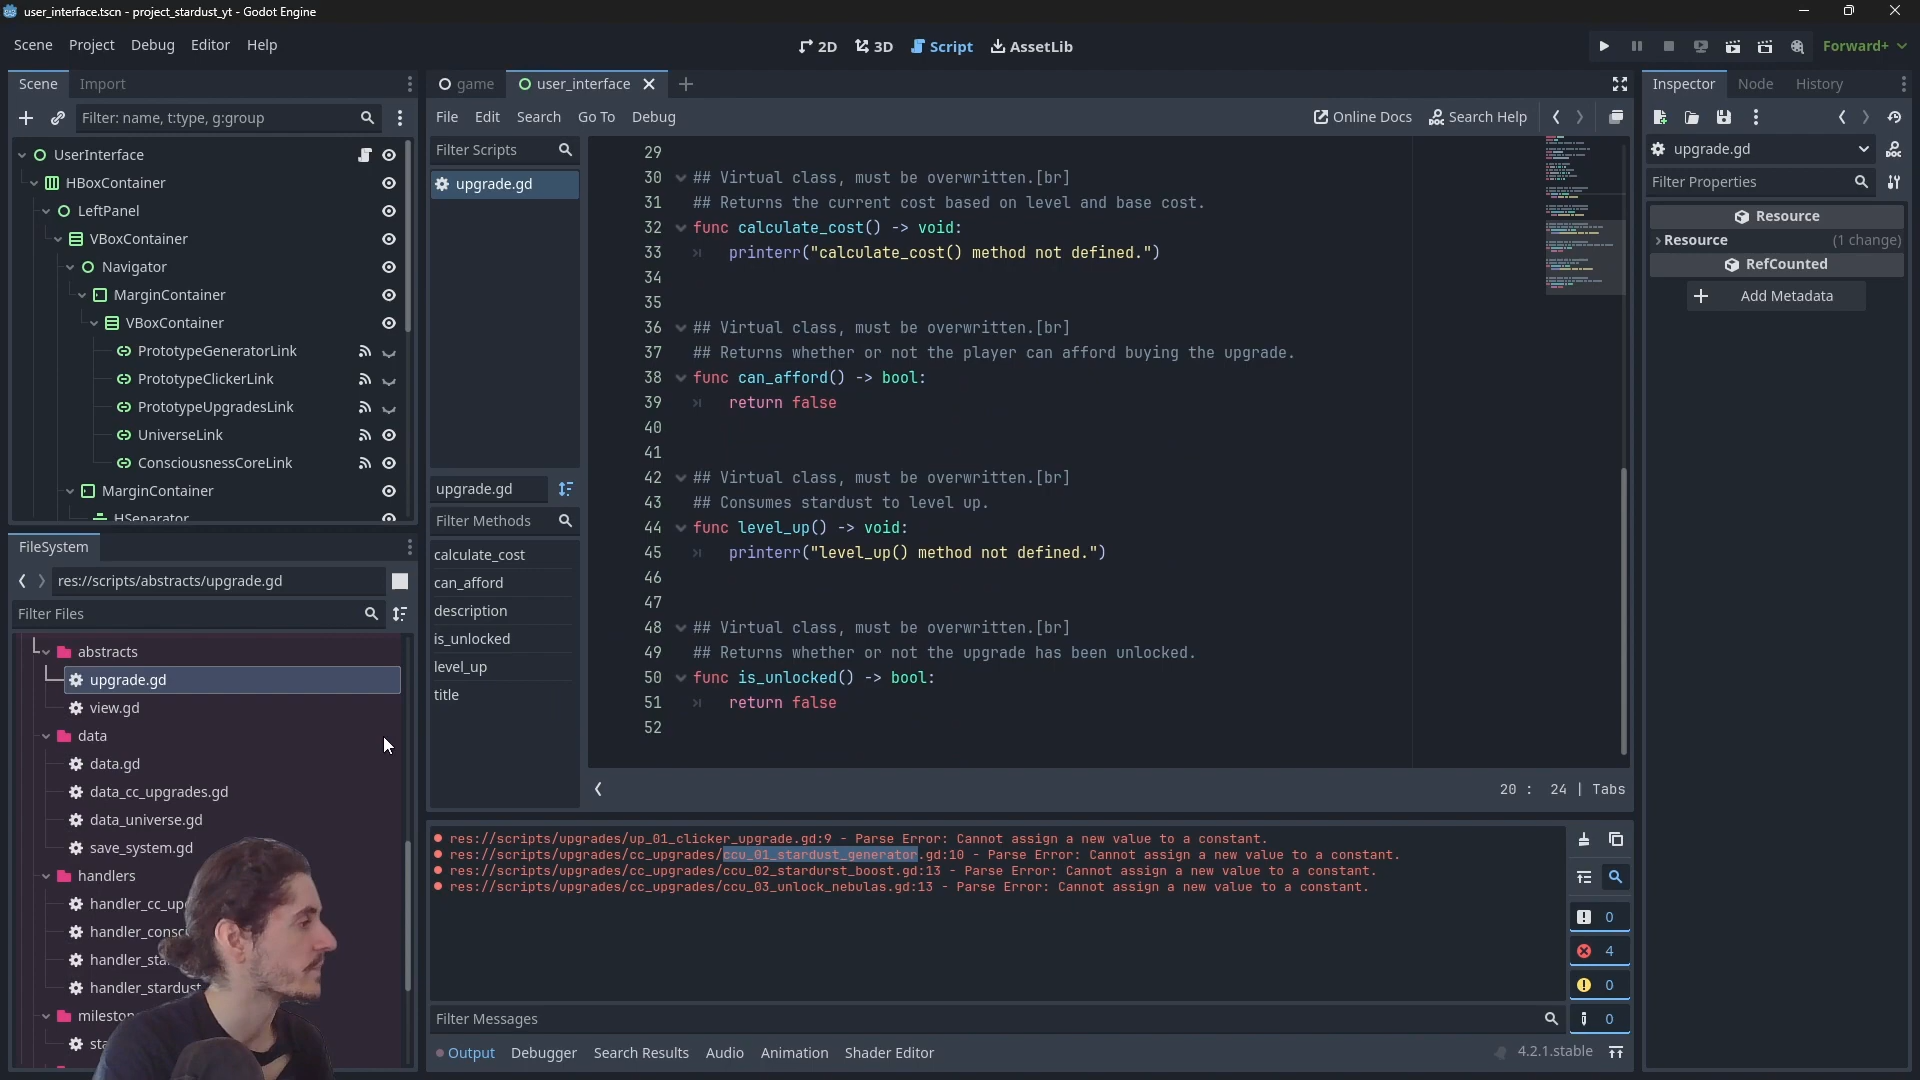 user_interface.tscn - project_stardust_yt - Godot Engine
Scene Project Debug Editor Help
2D 3D Script AssetLib
Forward+
Scene Import
Filter: name, t:type, g:group
UserInterface
HBoxContainer
LeftPanel
VBoxContainer
Navigator
MarginContainer
VBoxContainer
PrototypeGeneratorLink
PrototypeClickerLink
PrototypeUpgradesLink
UniverseLink
ConsciousnessCoreLink
MarginContainer
HSeparator
FileSystem
res://scripts/abstracts/upgrade.gd
Filter Files
abstracts
upgrade.gd
view.gd
data
data.gd
data_cc_upgrades.gd
data_universe.gd
save_system.gd
handlers
handler_cc_up
handler_consc
handler_sta
handler_stardust
mileston
sta
game user_interface
File Edit Search Go To Debug
Online Docs Search Help
Filter Scripts
upgrade.gd
upgrade.gd
Filter Methods
calculate_cost
can_afford
description
is_unlocked
level_up
title
29
30 ## Virtual class, must be overwritten.[br]
31 ## Returns the current cost based on level and base cost.
32 func calculate_cost() -> void:
33 printerr("calculate_cost() method not defined.")
34
35
36 ## Virtual class, must be overwritten.[br]
37 ## Returns whether or not the player can afford buying the upgrade.
38 func can_afford() -> bool:
39 return false
40
41
42 ## Virtual class, must be overwritten.[br]
43 ## Consumes stardust to level up.
44 func level_up() -> void:
45 printerr("level_up() method not defined.")
46
47
48 ## Virtual class, must be overwritten.[br]
49 ## Returns whether or not the upgrade has been unlocked.
50 func is_unlocked() -> bool:
51 return false
52
20 : 24 | Tabs
res://scripts/upgrades/up_01_clicker_upgrade.gd:9 - Parse Error: Cannot assign a new value to a constant.
res://scripts/upgrades/cc_upgrades/ccu_01_stardust_generator.gd:10 - Parse Error: Cannot assign a new value to a constant.
res://scripts/upgrades/cc_upgrades/ccu_02_stardurst_boost.gd:13 - Parse Error: Cannot assign a new value to a constant.
res://scripts/upgrades/cc_upgrades/ccu_03_unlock_nebulas.gd:13 - Parse Error: Cannot assign a new value to a constant.
0
4
0
0
Filter Messages
Output Debugger Search Results Audio Animation Shader Editor
4.2.1.stable
Inspector Node History
upgrade.gd
Filter Properties
Resource
Resource (1 change)
RefCounted
Add Metadata